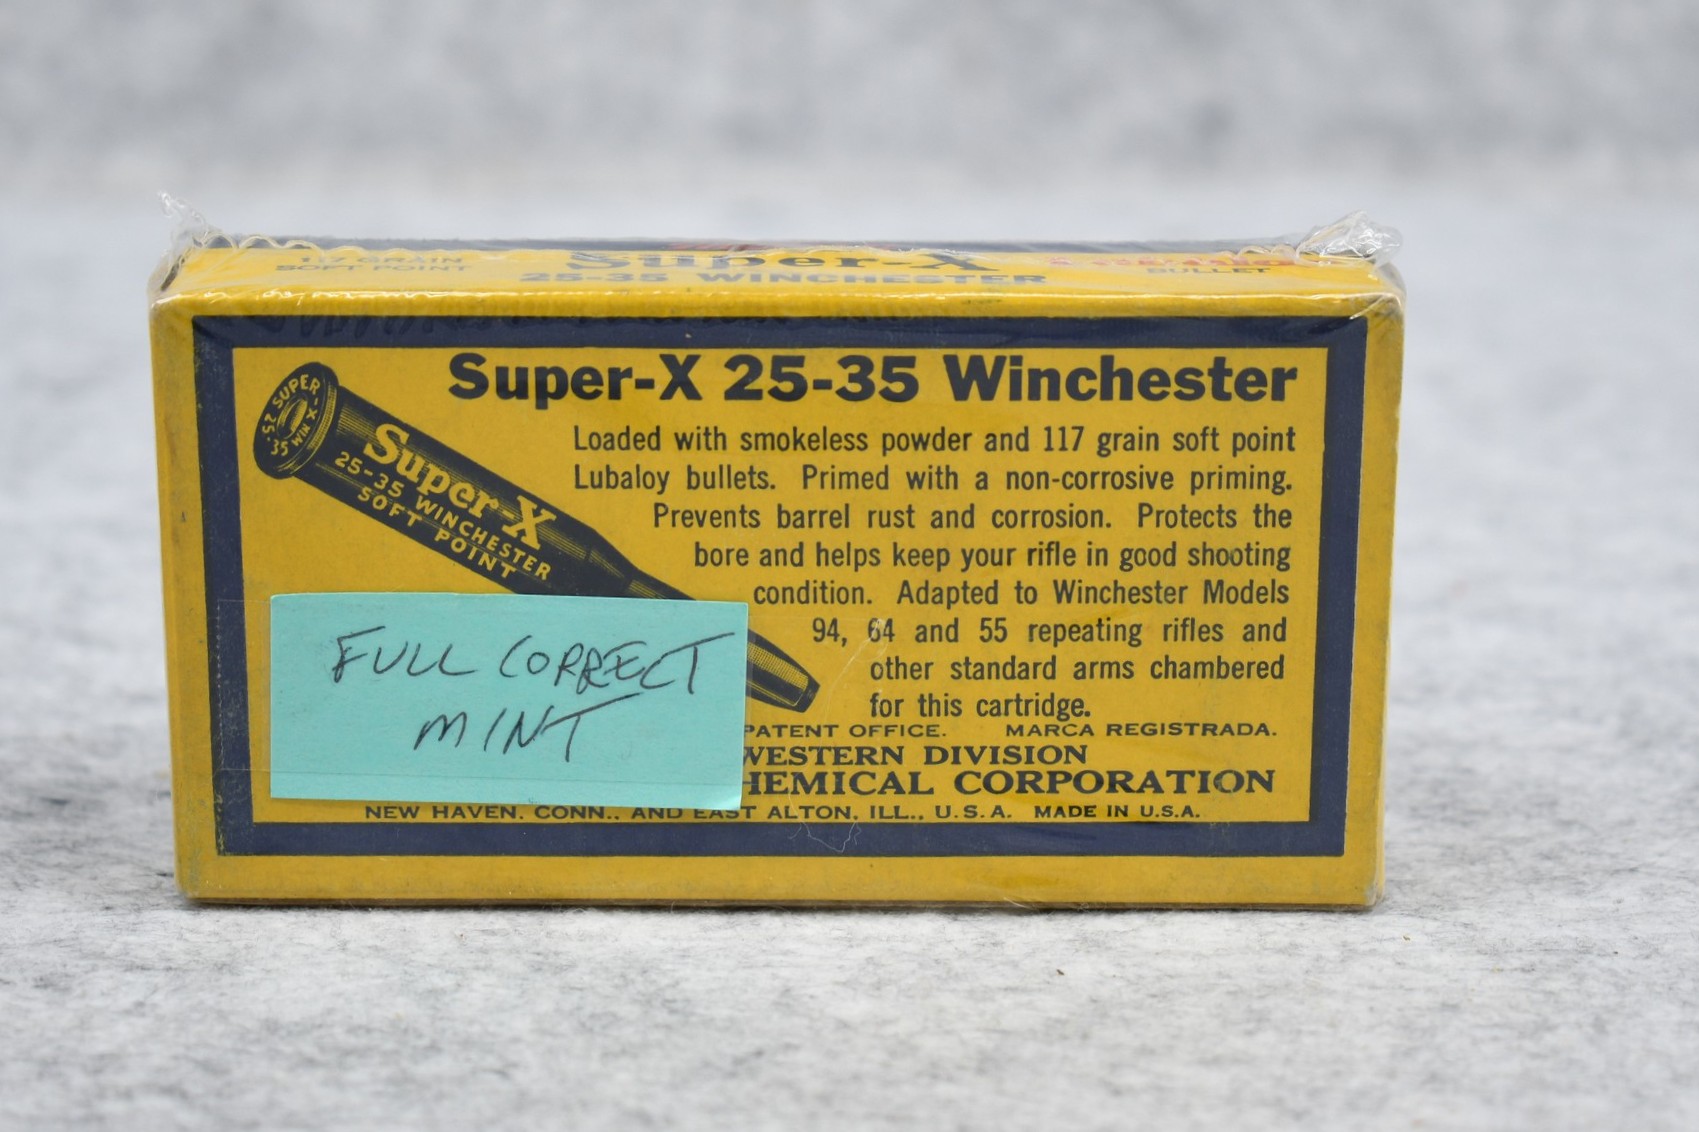 117 GRAIN
SOFT POINT
Super-X
25-35 WINCHESTER
BULLET
Super-X 25-35 Winchester
25-35 SUPER-X WIN
Super-X
25-35 WINCHESTER
SOFT POINT
Loaded with smokeless powder and 117 grain soft point
Lubaloy bullets. Primed with a non-corrosive priming.
Prevents barrel rust and corrosion. Protects the
bore and helps keep your rifle in good shooting
condition. Adapted to Winchester Models
94, 64 and 55 repeating rifles and
other standard arms chambered
for this cartridge.
FULL CORRECT
MINT
PATENT OFFICE. MARCA REGISTRADA.
WESTERN DIVISION
HEMICAL CORPORATION
NEW HAVEN, CONN., AND EAST ALTON, ILL., U.S.A. MADE IN U.S.A.